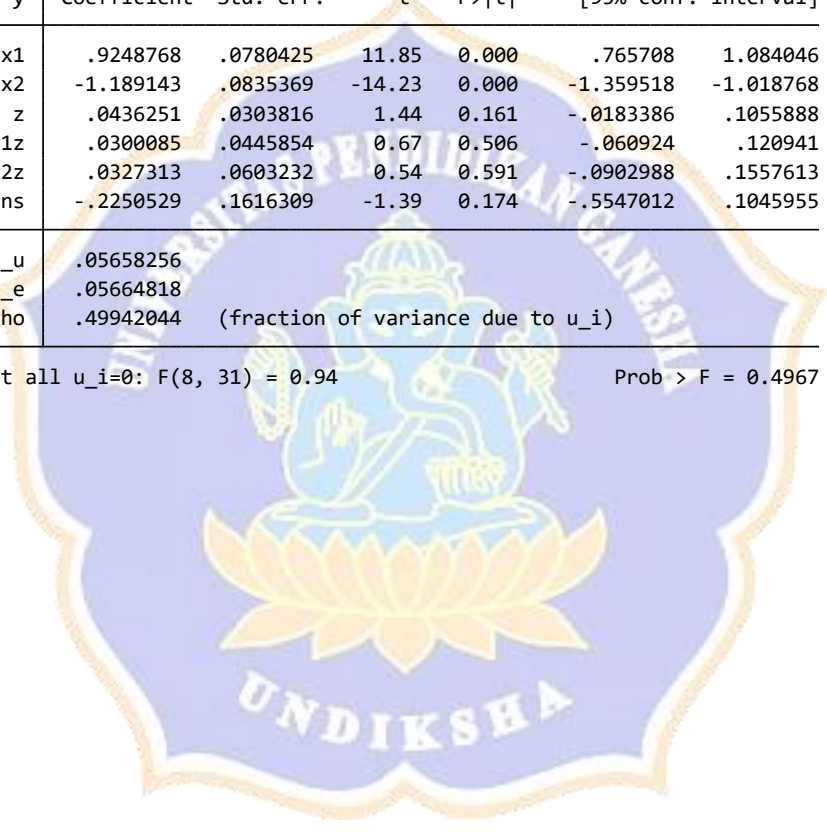 y Coefficient Std. err. t P>|t| [95% conf. interval]
x1 .9248768 .0780425 11.85 0.000 .765708 1.084046
x2 -1.189143 .0835369 -14.23 0.000 -1.359518 -1.018768
z .0436251 .0303816 1.44 0.161 -.0183386 .1055888
1z .0300085 .0445854 0.67 0.506 -.060924 .120941
2z .0327313 .0603232 0.54 0.591 -.0902988 .1557613
ns -.2250529 .1616309 -1.39 0.174 -.5547012 .1045955
_u .05658256
_e .05664818
ho .49942044 (fraction of variance due to u_i)
t all u_i=0: F(8, 31) = 0.94 Prob > F = 0.4967
UNIVERSITAS PENDIDIKAN GANESHA
UNDIKSHA